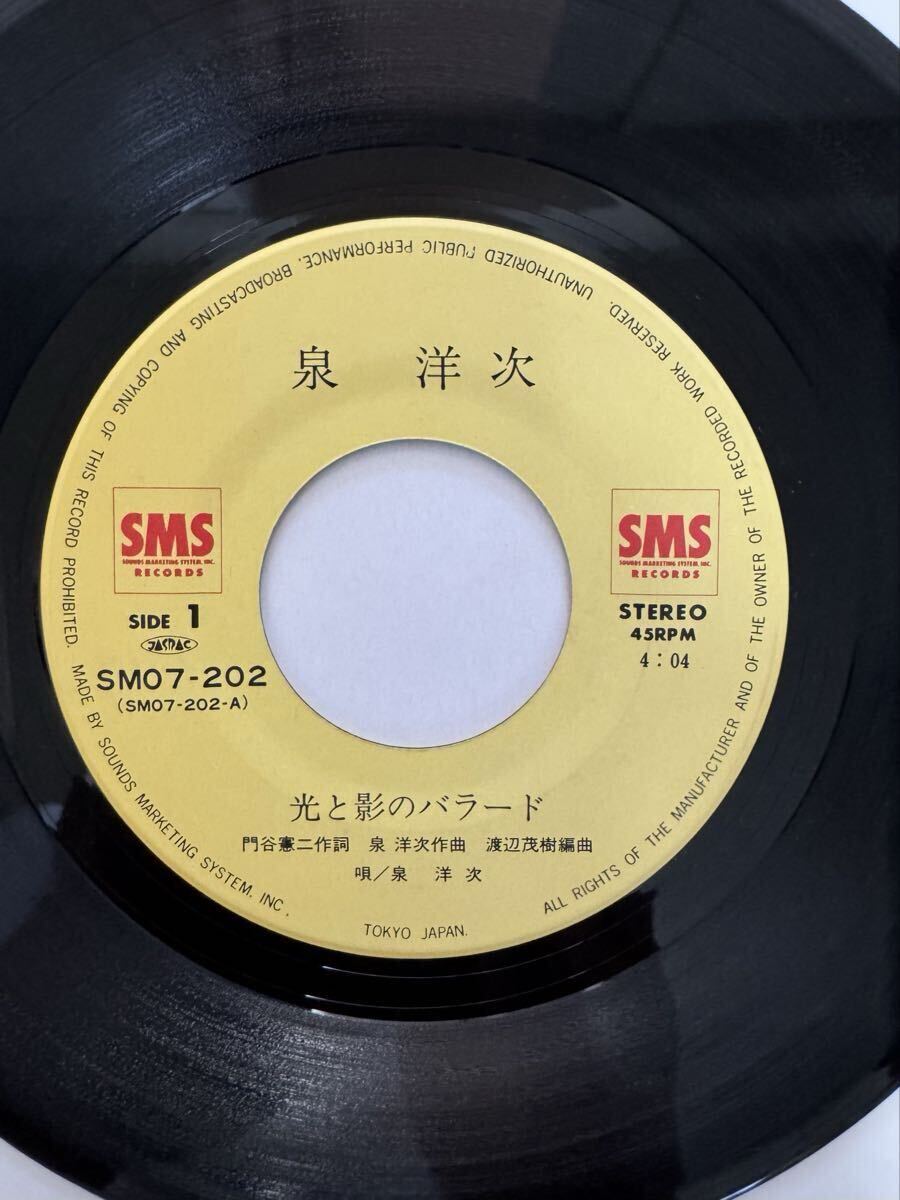 泉 洋次
SMS
SOUNDS MARKETING SYSTEM, INC.
RECORDS
SIDE 1
JASRAC
SM07-202
(SM07-202-A)
SMS
SOUNDS MARKETING SYSTEM, INC.
RECORDS
STEREO
45RPM
4:04
光と影のバラード
門谷憲二作詞 泉 洋次作曲 渡辺茂樹編曲
唄/泉 洋次
MADE BY SOUNDS MARKETING SYSTEM, INC, TOKYO JAPAN. ALL RIGHTS OF THE MANUFACTURER AND OF THE OWNER OF THE RECORDED WORK RESERVED. UNAUTHORIZED PUBLIC PERFORMANCE. BROADCASTING AND COPYING OF THIS RECORD PROHIBITED.